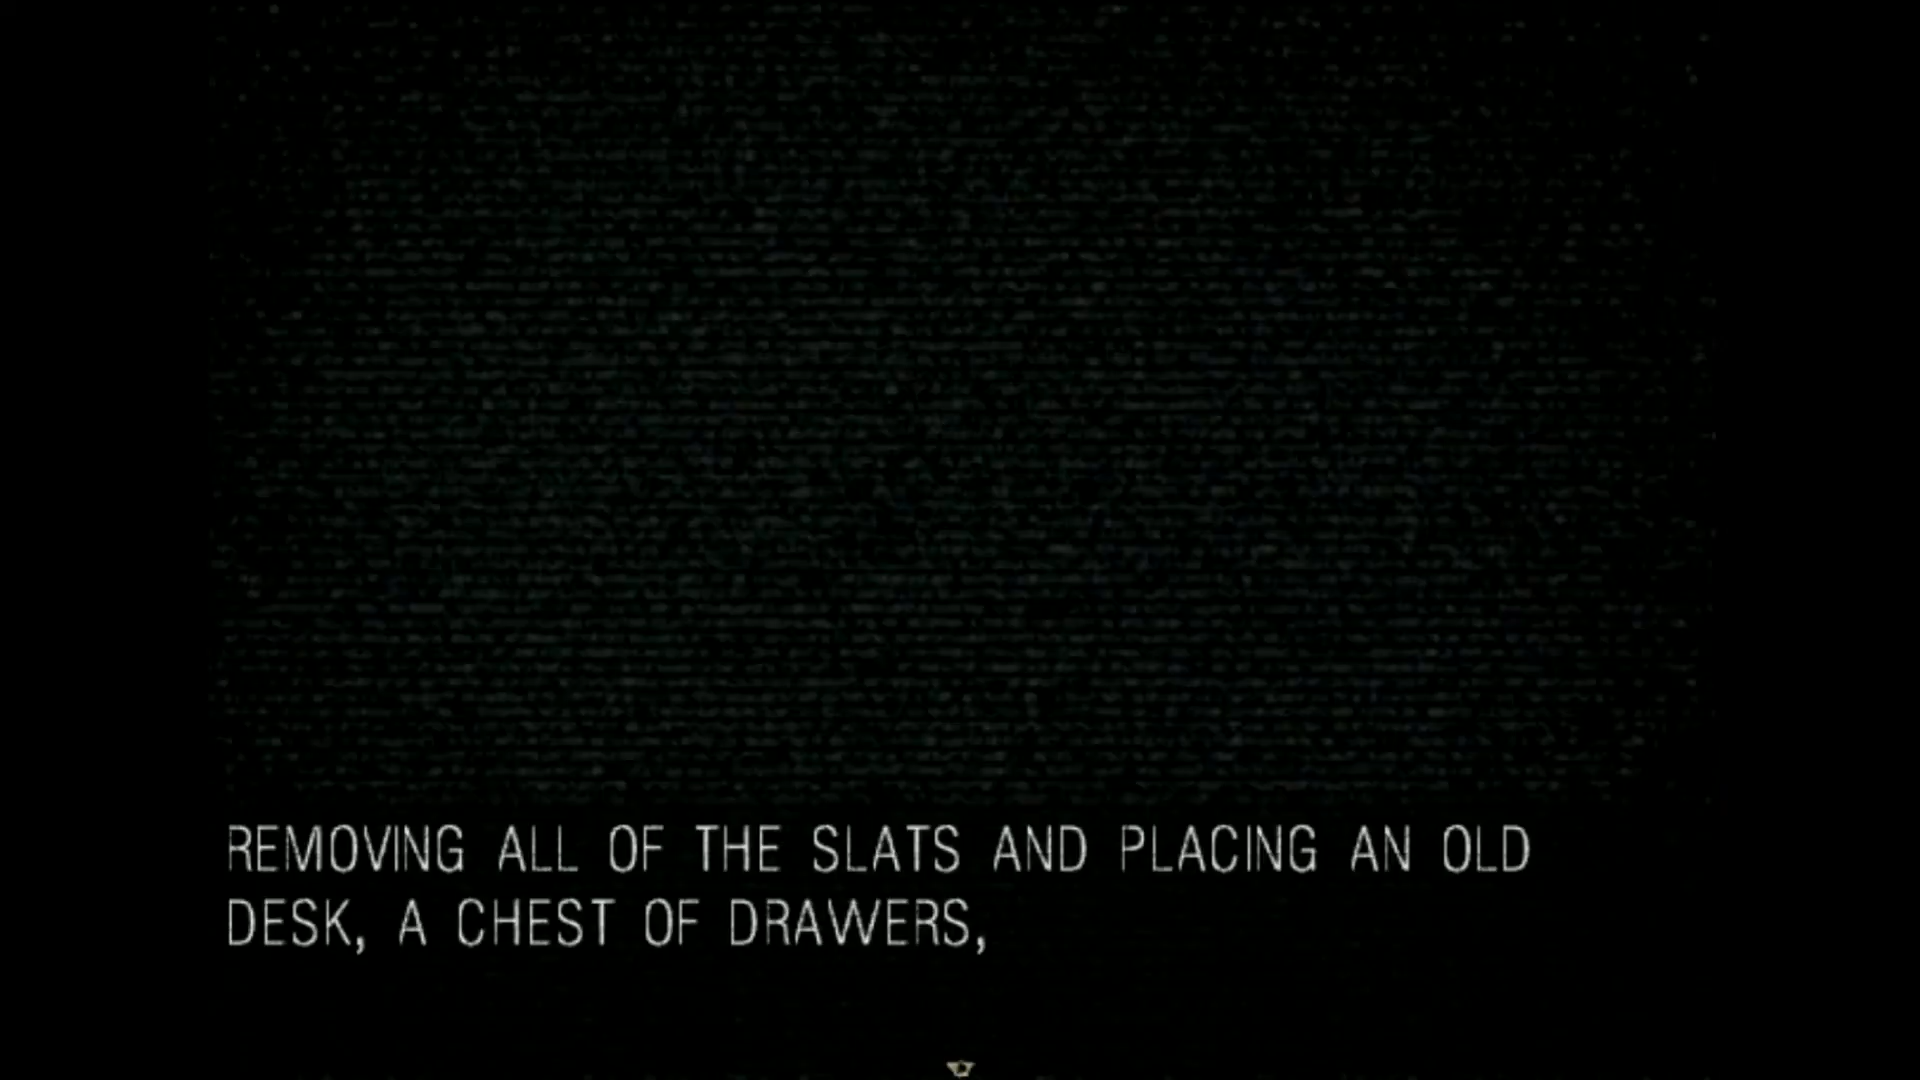 REMOVING ALL OF THE SLATS AND PLACING AN OLD
DESK, A CHEST OF DRAWERS,